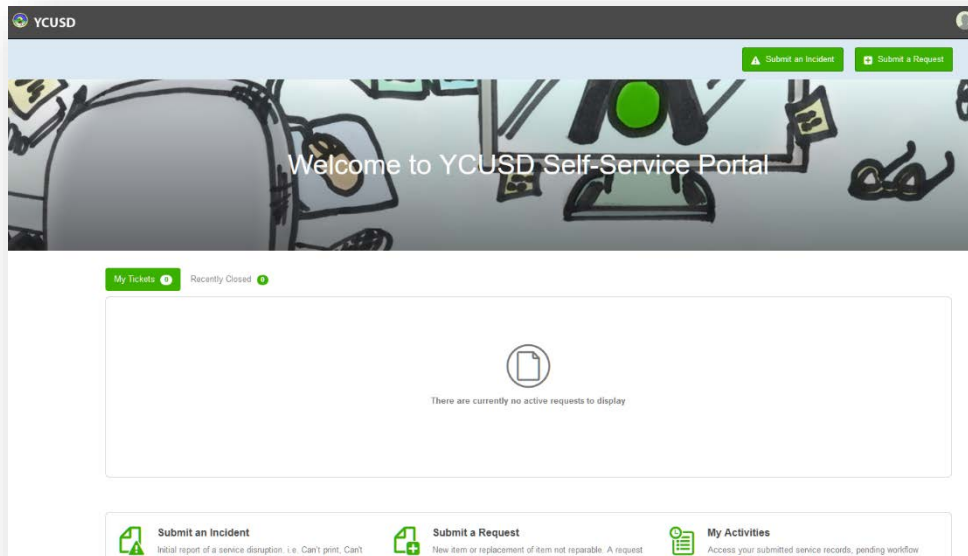 YCUSD
Submit an Incident
Submit a Request
Welcome to YCUSD Self-Service Portal
My Tickets 0
Recently Closed 0
There are currently no active requests to display
Submit an Incident
Initial report of a service disruption. i.e. Can't print, Can't
Submit a Request
New item or replacement of item not reparable. A request
My Activities
Access your submitted service records, pending workflow